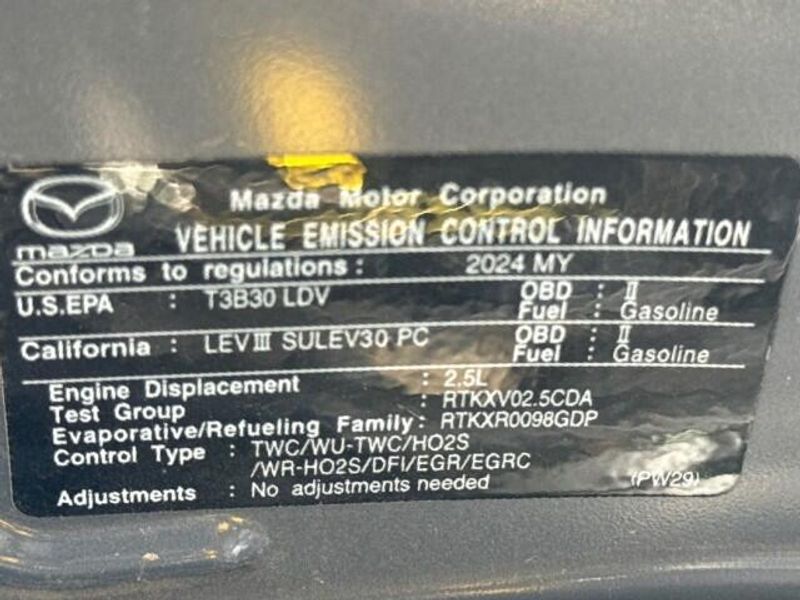 Mazda Motor Corporation
mazda
VEHICLE EMISSION CONTROL INFORMATION
Conforms to regulations : 2024 MY
U.S.EPA : T3B30 LDV OBD : II
Fuel : Gasoline
California : LEVIII SULEV30 PC OBD : II
Fuel : Gasoline
Engine Displacement : 2.5L
Test Group : RTKXV02.5CDA
Evaporative/Refueling Family: RTKXR0098GDP
Control Type : TWC/WU-TWC/HO2S
/WR-HO2S/DFI/EGR/EGRC
Adjustments : No adjustments needed
(PW29)